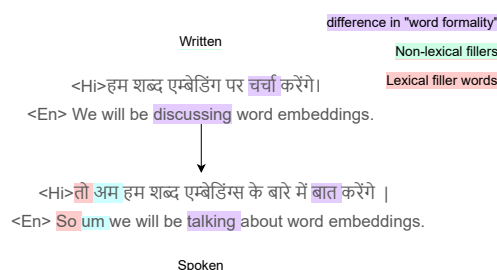 difference in "word formality"
Written
Non-lexical fillers
Lexical filler words
<Hi>हम शब्द एम्बेडिंग पर चर्चा करेंगे।
<En> We will be discussing word embeddings.
<Hi>तो अम हम शब्द एम्बेडिंग्स के बारे में बात करेंगे |
<En> So um we will be talking about word embeddings.
Spoken